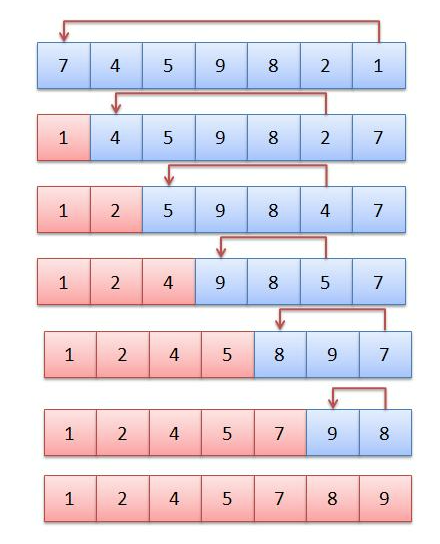 7 4 5 9 8 2 1
1 4 5 9 8 2 7
1 2 5 9 8 4 7
1 2 4 9 8 5 7
1 2 4 5 8 9 7
1 2 4 5 7 9 8
1 2 4 5 7 8 9